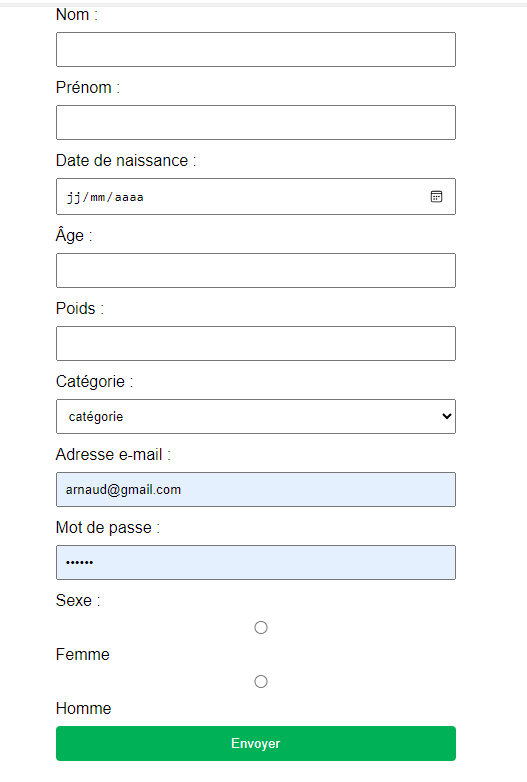 Nom :
Prénom :
Date de naissance :
jj/mm/aaaa
Âge :
Poids :
Catégorie :
catégorie
Adresse e-mail :
arnaud@gmail.com
Mot de passe :
••••••
Sexe :
Femme
Homme
Envoyer